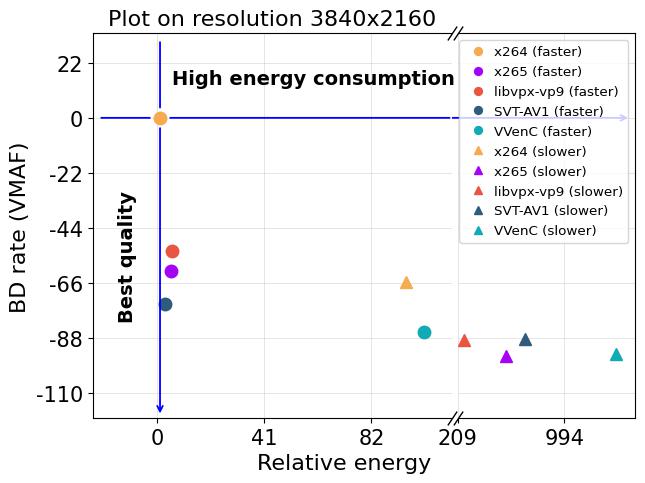 Plot on resolution 3840x2160
BD rate (VMAF)
22
0
-22
-44
-66
-88
-110
High energy consumption
Best quality
x264 (faster)
x265 (faster)
libvpx-vp9 (faster)
SVT-AV1 (faster)
VVenC (faster)
x264 (slower)
x265 (slower)
libvpx-vp9 (slower)
SVT-AV1 (slower)
VVenC (slower)
0 41 82 209 994
Relative energy